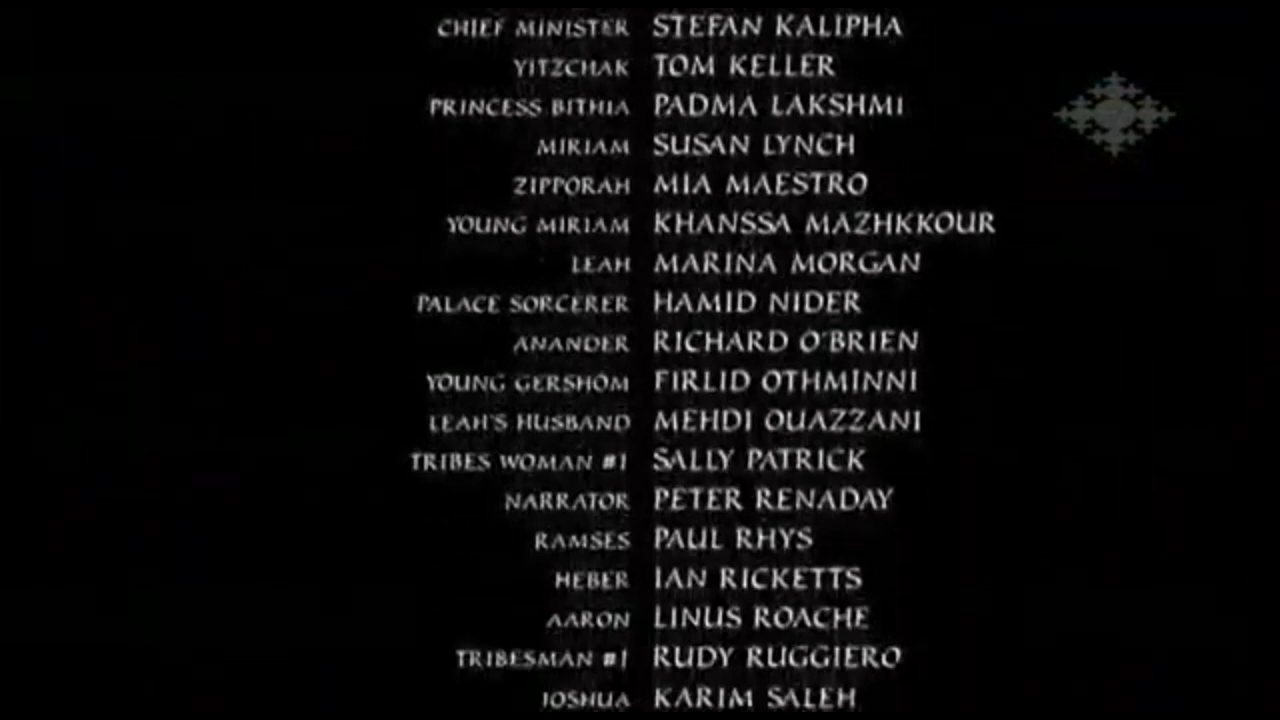 CHIEF MINISTER STEFAN KALIPHA
YITZCHAK TOM KELLER
PRINCESS BITHIA PADMA LAKSHMI
MIRIAM SUSAN LYNCH
ZIPPORAH MIA MAESTRO
YOUNG MIRIAM KHANSSA MAZHKKOUR
LEAH MARINA MORGAN
PALACE SORCERER HAMID NIDER
ANANDER RICHARD O'BRIEN
YOUNG GERSHOM FIRLID OTHMINNI
LEAH'S HUSBAND MEHDI OUAZZANI
TRIBES WOMAN #1 SALLY PATRICK
NARRATOR PETER RENADAY
RAMSES PAUL RHYS
HEBER IAN RICKETTS
AARON LINUS ROACHE
TRIBESMAN #1 RUDY RUGGIERO
JOSHUA KARIM SALEH